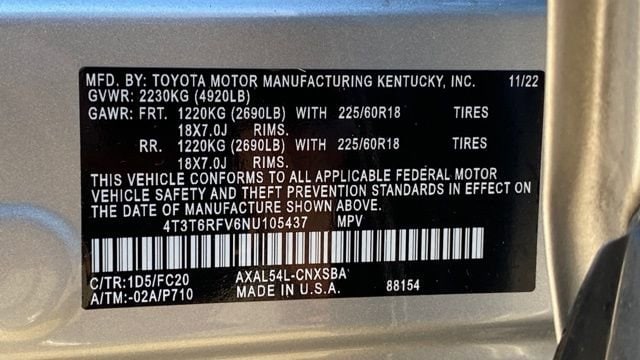 MFD. BY: TOYOTA MOTOR MANUFACTURING KENTUCKY, INC. 11/22
GVWR: 2230KG (4920LB)
GAWR: FRT. 1220KG (2690LB) WITH 225/60R18 TIRES
18X7.0J RIMS.
RR. 1220KG (2690LB) WITH 225/60R18 TIRES
18X7.0J RIMS.
THIS VEHICLE CONFORMS TO ALL APPLICABLE FEDERAL MOTOR
VEHICLE SAFETY AND THEFT PREVENTION STANDARDS IN EFFECT ON
THE DATE OF MANUFACTURE SHOWN ABOVE.
4T3T6RFV6NU105437 MPV
C/TR:1D5/FC20 AXAL54L-CNXSBA
A/TM:-02A/P710 MADE IN U.S.A. 88154